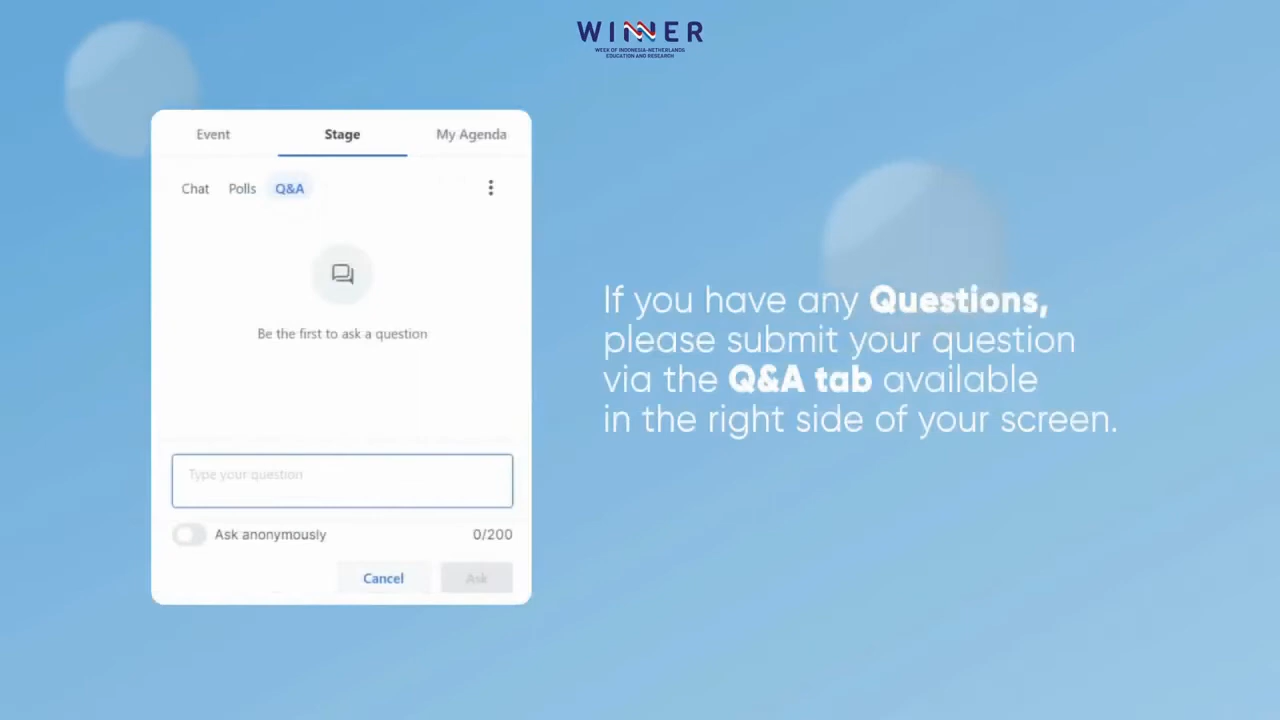 WINNER
WEEK OF INDONESIA-NETHERLANDS
EDUCATION AND RESEARCH
Event Stage My Agenda
Chat Polls Q&A
Be the first to ask a question
Type your question
Ask anonymously 0/200
Cancel Ask
If you have any Questions,
please submit your question
via the Q&A tab available
in the right side of your screen.